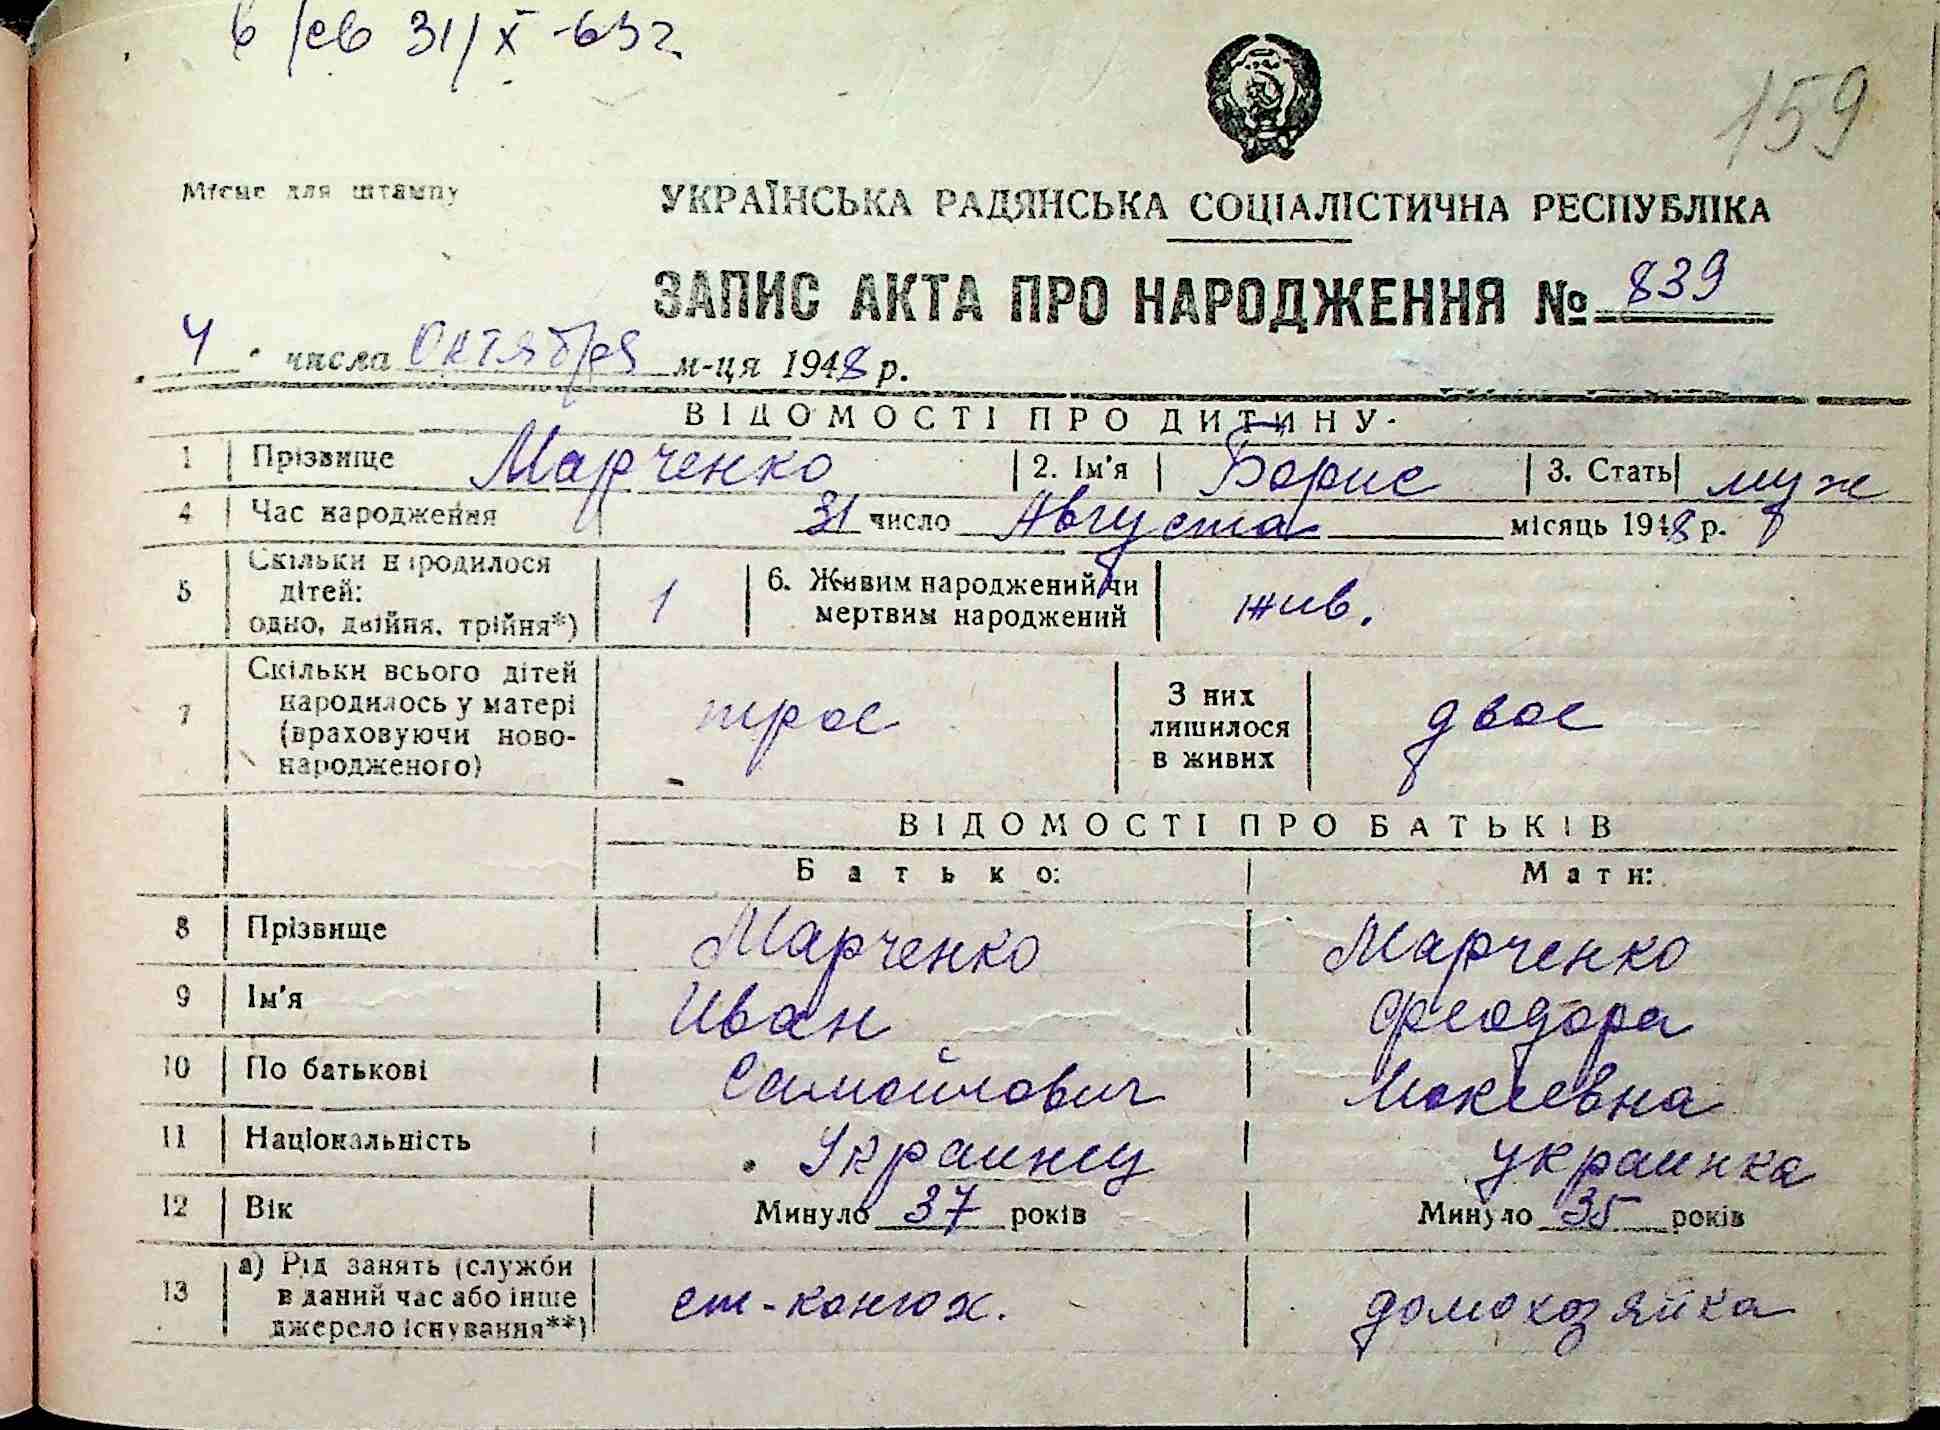 в/св 31/X-63 г
159
Місце для штампу
УКРАЇНСЬКА РАДЯНСЬКА СОЦІАЛІСТИЧНА РЕСПУБЛІКА
ЗАПИС АКТА ПРО НАРОДЖЕННЯ № 839
4 числа октября м-ця 1948 р.
ВІДОМОСТІ ПРО ДИТИНУ
1 Прізвище Марченко 2. Ім'я Борис 3. Стать муж
4 Час народження 31 число Августа місяць 1948 р.
5 Скільки народилося
дітей:
одно, двійня, трійня*) 1 6. Живим народжений чи
мертвим народжений жив.
7 Скільки всього дітей
народилось у матері
(враховуючи ново-
народженого) трое З них
лишилося
в живих двое
ВІДОМОСТІ ПРО БАТЬКІВ
Батько: Мати:
8 Прізвище Марченко Марченко
9 Ім'я Иван Феодора
10 По батькові Самойлович Мокеевна
11 Національність Украинец украинка
12 Вік Минуло 37 років Минуло 35 років
13 а) Рід занять (служби
в даний час або інше
джерело існування**) ст-конюх. домохозяйка